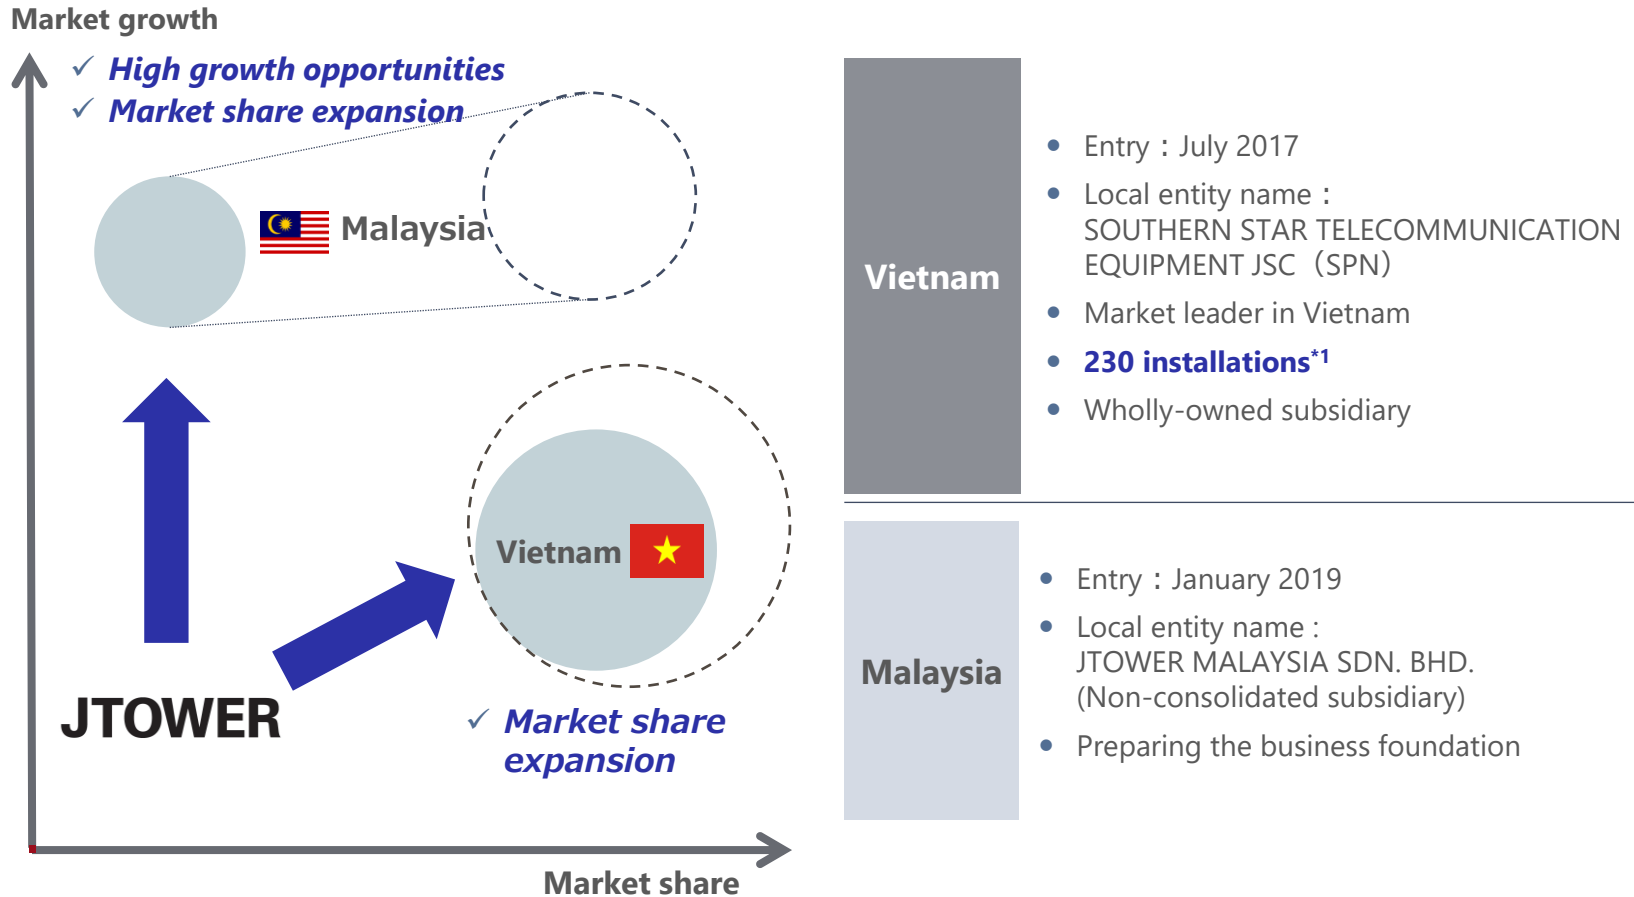 Market growth
✓ High growth opportunities
✓ Market share expansion
Malaysia
Vietnam
JTOWER
✓ Market share
expansion
Market share
Vietnam
• Entry：July 2017
• Local entity name：
SOUTHERN STAR TELECOMMUNICATION
EQUIPMENT JSC（SPN）
• Market leader in Vietnam
• 230 installations*1
• Wholly-owned subsidiary
Malaysia
• Entry：January 2019
• Local entity name :
JTOWER MALAYSIA SDN. BHD.
(Non-consolidated subsidiary)
• Preparing the business foundation